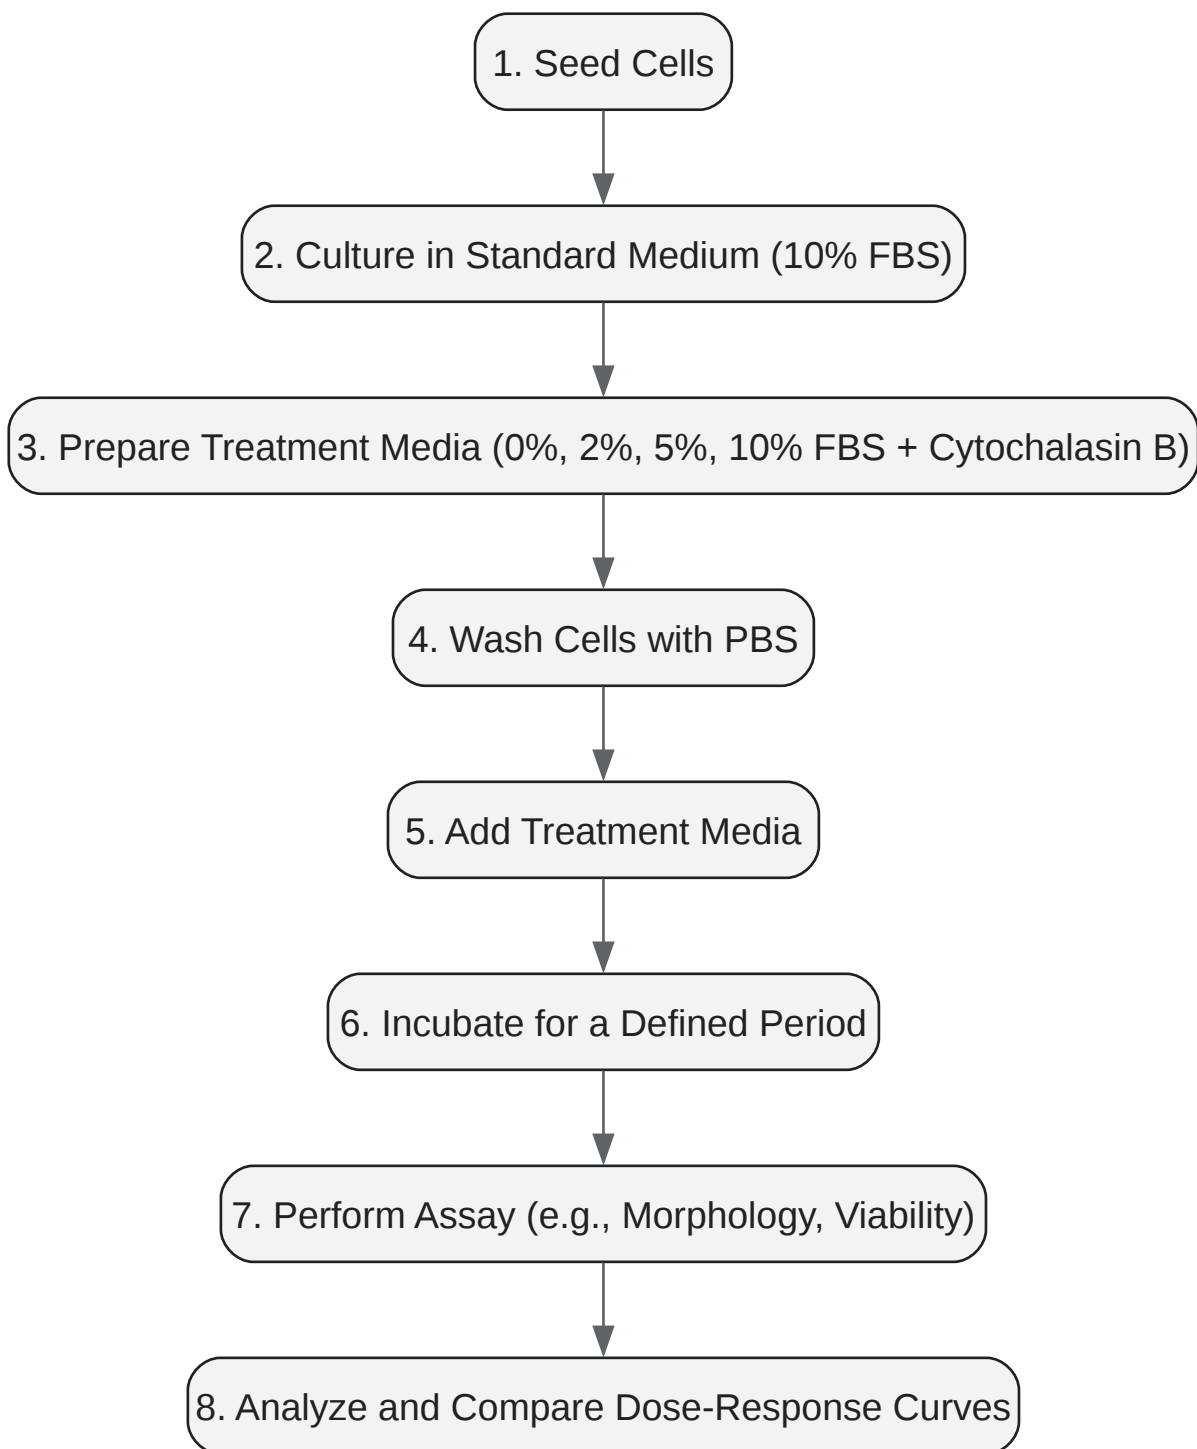 1. Seed Cells
2. Culture in Standard Medium (10% FBS)
3. Prepare Treatment Media (0%, 2%, 5%, 10% FBS + Cytochalasin B)
4. Wash Cells with PBS
5. Add Treatment Media
6. Incubate for a Defined Period
7. Perform Assay (e.g., Morphology, Viability)
8. Analyze and Compare Dose-Response Curves